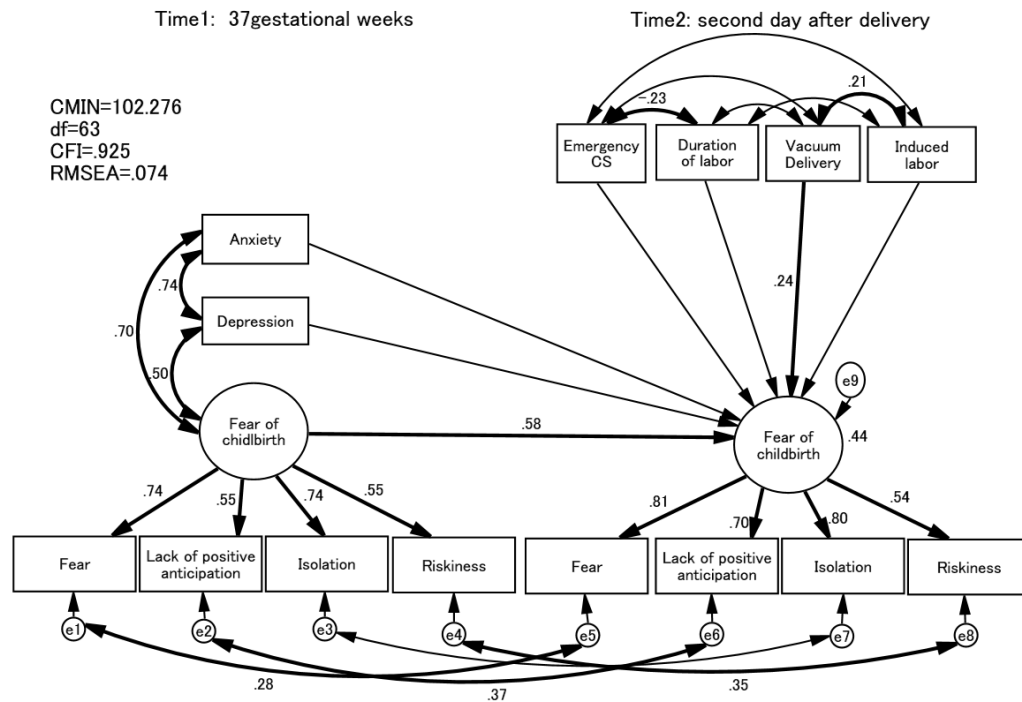 Time1: 37gestational weeks
Time2: second day after delivery
CMIN=102.276
df=63
CFI=.925
RMSEA=.074
-.23
.21
Emergency
CS
Duration
of labor
Vacuum
Delivery
Induced
labor
Anxiety
.74
.24
Depression
.70
.50
e9
Fear of
chidlbirth
.58
Fear of
childbirth
.44
.74
.55
.74
.55
.81
.70
.80
.54
Fear
Lack of positive
anticipation
Isolation
Riskiness
Fear
Lack of positive
anticipation
Isolation
Riskiness
e1
e2
e3
e4
e5
e6
e7
e8
.28
.37
.35